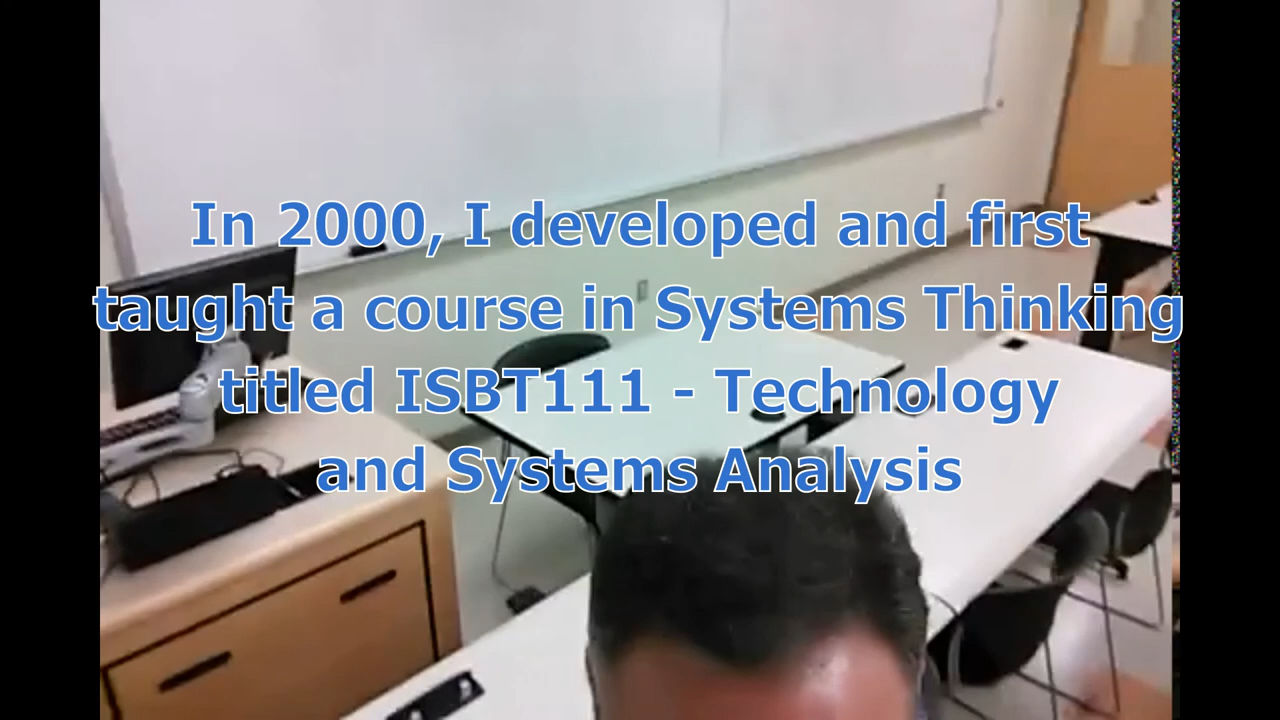 In 2000, I developed and first
taught a course in Systems Thinking
titled ISBT111 - Technology
and Systems Analysis